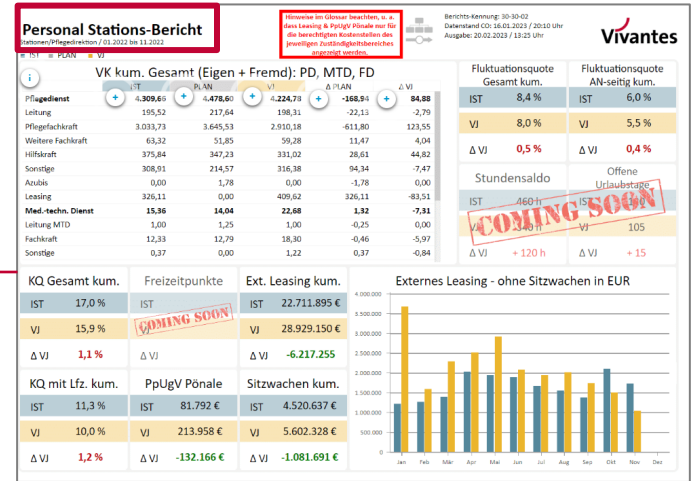 Personal Stations-Bericht
Stationen/Pflegedirektion / 01.2022 bis 11.2022
IST PLAN VJ
Hinweise im Glossar beachten, u. a.
dass Leasing & PpUgV Pönale nur für
die berechtigten Kostenstellen des
jeweiligen Zuständigkeitsbereiches
angezeigt werden.
Berichts-Kennung: 30-30-02
Datenstand CO: 16.01.2023 / 20:10 Uhr
Ausgabe: 20.02.2023 / 13:25 Uhr
Vivantes
i
VK kum. Gesamt (Eigen + Fremd): PD, MTD, FD
IST PLAN VJ Δ PLAN Δ VJ
Pflegedienst 4.309,66 4.478,60 4.224,78 -168,94 84,88
Leitung 195,52 217,64 198,31 -22,13 -2,79
Pflegefachkraft 3.033,73 3.645,53 2.910,18 -611,80 123,55
Weitere Fachkraft 63,32 51,85 59,28 11,47 4,04
Hilfskraft 375,84 347,23 331,02 28,61 44,82
Sonstige 308,91 214,57 316,38 94,34 -7,47
Azubis 0,00 1,78 0,00 -1,78 0,00
Leasing 326,11 0,00 409,62 326,11 -83,51
Med.-techn. Dienst 15,36 14,04 22,68 1,32 -7,31
Leitung MTD 1,00 1,25 1,00 -0,25 0,00
Fachkraft 12,33 12,79 18,30 -0,46 -5,97
Sonstige 0,37 0,00 1,22 0,37 -0,84
Fluktuationsquote
Gesamt kum.
IST 8,4 %
VJ 8,0 %
Δ VJ 0,5 %
Fluktuationsquote
AN-seitig kum.
IST 6,0 %
VJ 5,5 %
Δ VJ 0,4 %
Stundensaldo
IST 460 h
VJ 340 h
Δ VJ + 120 h
Offene
Urlaubstage
IST
VJ 105
Δ VJ + 15
COMING SOON
KQ Gesamt kum.
IST 17,0 %
VJ 15,9 %
Δ VJ 1,1 %
Freizeitpunkte
IST
VJ
COMING SOON
Δ VJ
Ext. Leasing kum.
IST 22.711.895 €
VJ 28.929.150 €
Δ VJ -6.217.255
KQ mit Lfz. kum.
IST 11,3 %
VJ 10,0 %
Δ VJ 1,2 %
PpUgV Pönale
IST 81.792 €
VJ 213.958 €
Δ VJ -132.166 €
Sitzwachen kum.
IST 4.520.637 €
VJ 5.602.328 €
Δ VJ -1.081.691 €
Externes Leasing - ohne Sitzwachen in EUR
4.000.000
3.500.000
3.000.000
2.500.000
2.000.000
1.500.000
1.000.000
500.000
0
Jan Feb Mär Apr Mai Jun Jul Aug Sep Okt Nov Dez